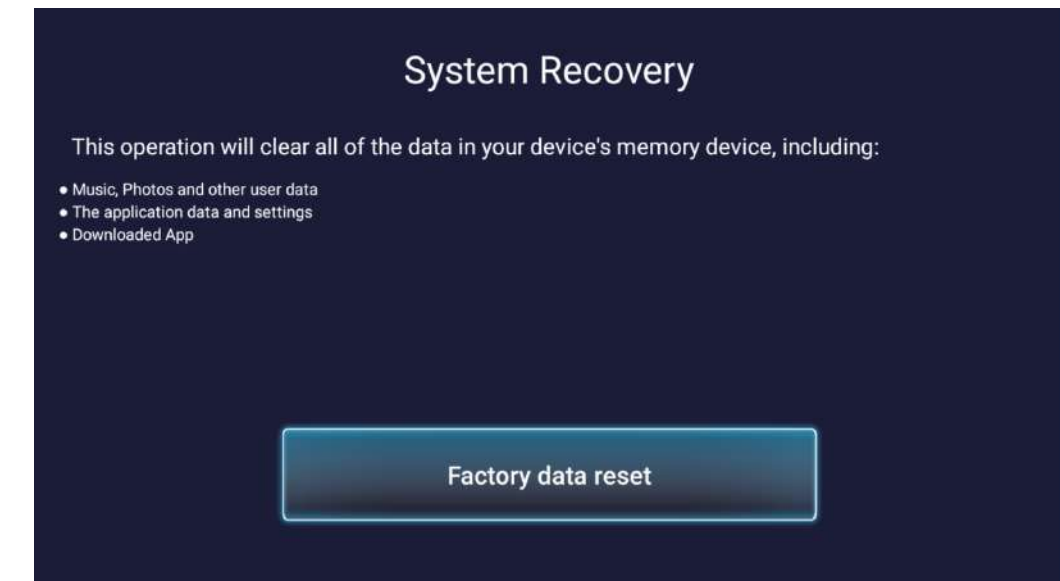 System Recovery
This operation will clear all of the data in your device's memory device, including:
● Music, Photos and other user data
● The application data and settings
● Downloaded App
Factory data reset